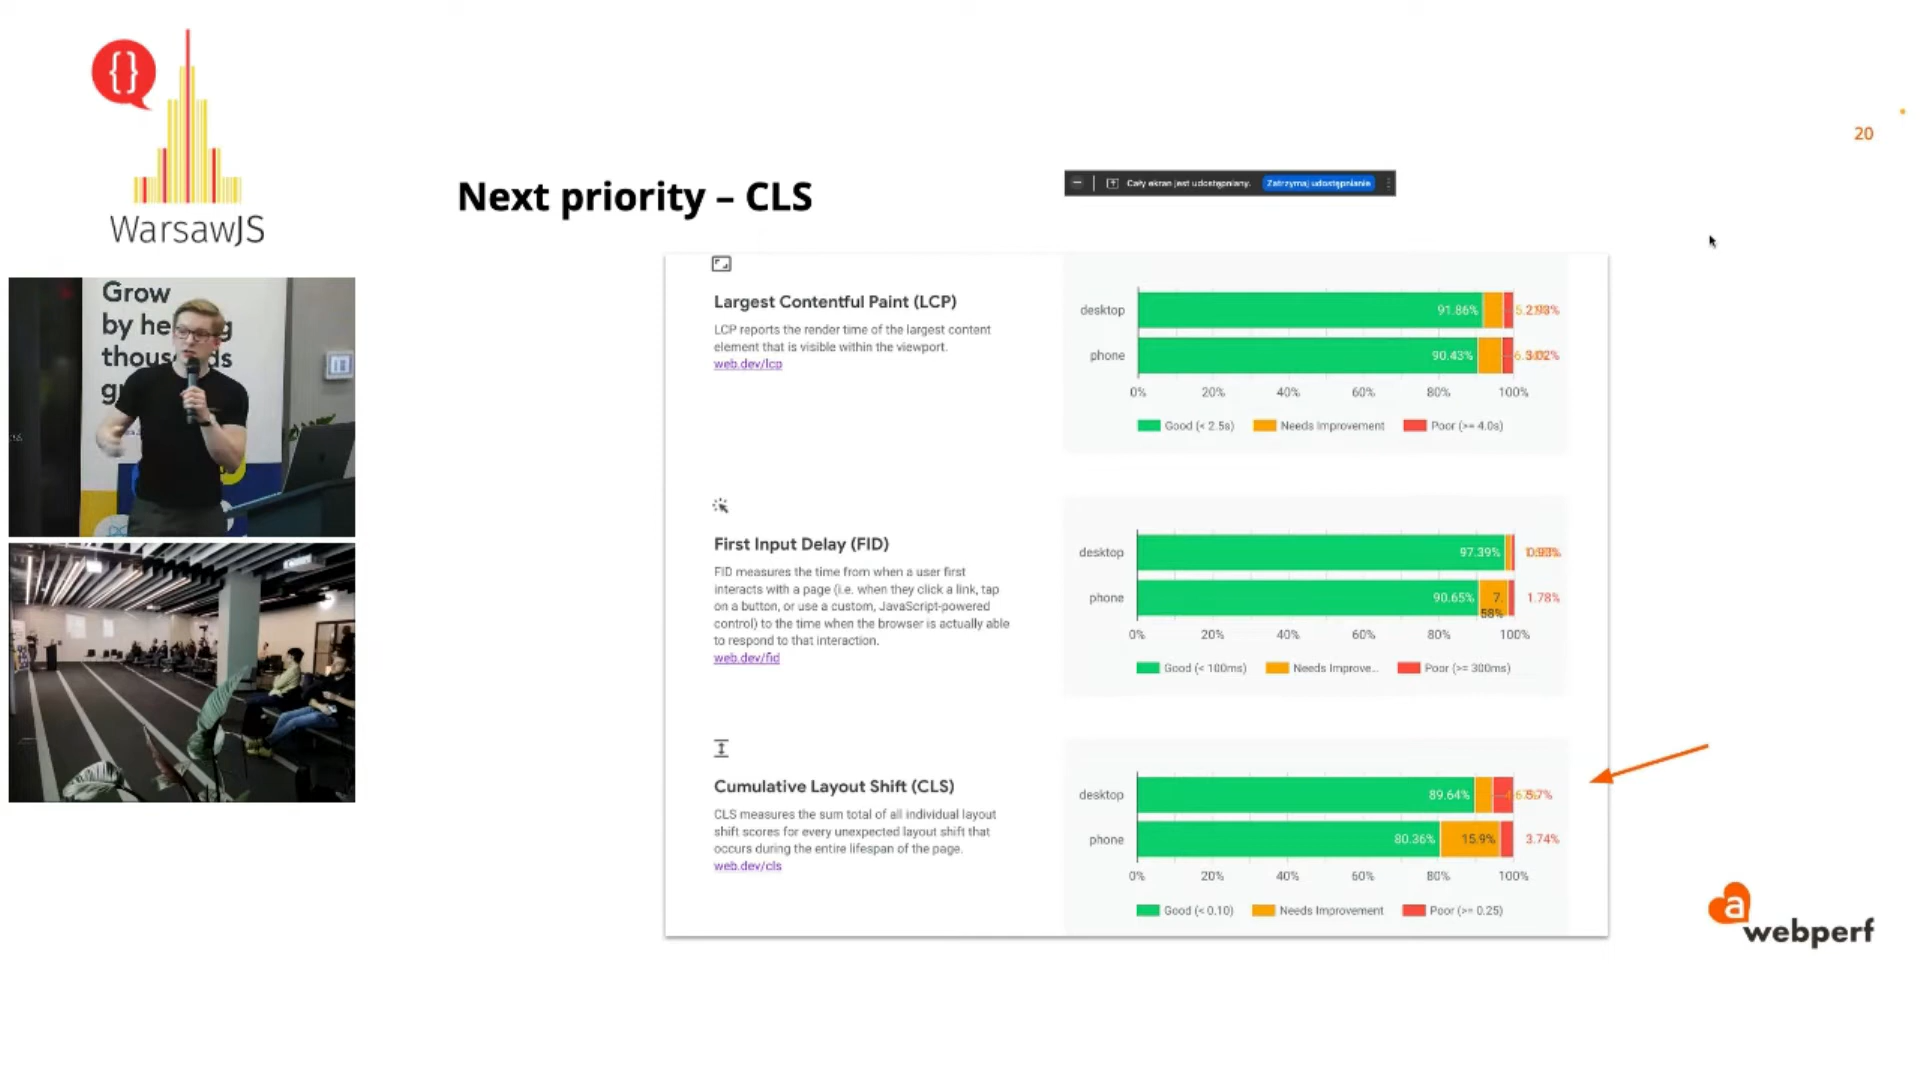 {}
WarsawJS
20
Next priority – CLS
Cały ekran jest udostępniany.
Zatrzymaj udostępnianie
Grow
by he g
thous ds
g
Largest Contentful Paint (LCP)
LCP reports the render time of the largest content
element that is visible within the viewport.
web.dev/lcp
desktop
91.86%
phone
90.43%
0% 20% 40% 60% 80% 100%
Good (< 2.5s) Needs Improvement Poor (>= 4.0s)
First Input Delay (FID)
FID measures the time from when a user first
interacts with a page (i.e. when they click a link, tap
on a button, or use a custom, JavaScript-powered
control) to the time when the browser is actually able
to respond to that interaction.
web.dev/fid
desktop
97.39%
phone
90.65% 7.
58%
1.78%
0% 20% 40% 60% 80% 100%
Good (< 100ms) Needs Improve... Poor (>= 300ms)
Cumulative Layout Shift (CLS)
CLS measures the sum total of all individual layout
shift scores for every unexpected layout shift that
occurs during the entire lifespan of the page.
web.dev/cls
desktop
89.64%
phone
80.36% 15.9% 3.74%
0% 20% 40% 60% 80% 100%
Good (< 0.10) Needs Improvement Poor (>= 0.25)
a
webperf